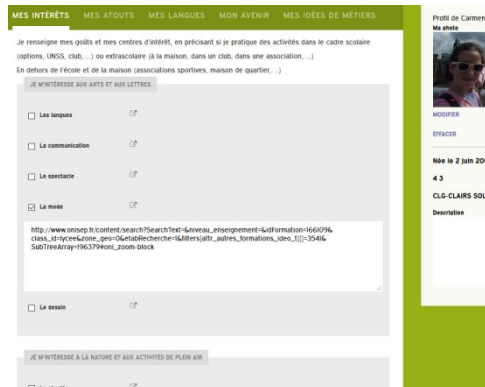 MES INTÉRÊTS MES ATOUTS MES LANGUES MON AVENIR MES IDÉES DE MÉTIERS
Je renseigne mes goûts et mes centres d'intérêt, en précisant si je pratique des activités dans le cadre scolaire
(options, UNSS, club, ...) ou extrascolaire (à la maison, dans un club, dans une association, ...).
En dehors de l'école et de la maison (associations sportives, maison de quartier, ...)
JE M'INTÉRESSE AUX ARTS ET AUX LETTRES
Les langues
La communication
Le spectacle
La mode
http://www.onisep.fr/content/search?SearchText=&niveau_enseignement=&idFormation=166109&
class_id=lycee&zone_geo=0&etabRecherche=1&filters[attr_autres_formations_ideo_t][]=3541&
SubTreeArray=196379#oni_zoom-block
Le dessin
JE M'INTÉRESSE À LA NATURE ET AUX ACTIVITÉS DE PLEIN AIR
Profil de Carmen
Ma photo
MODIFIER
EFFACER
Née le 2 juin 20
4 3
CLG-CLAIRS SOL
Description